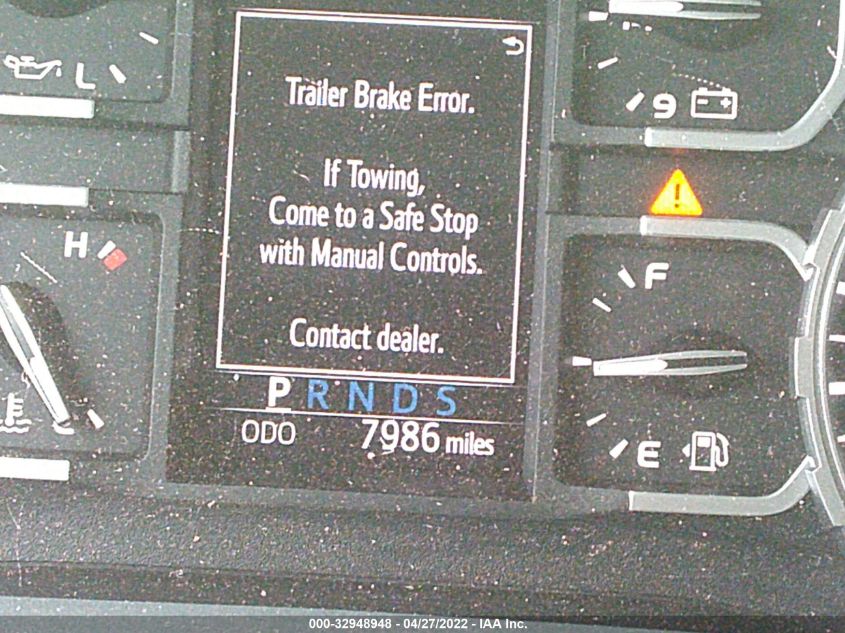 L
Trailer Brake Error.
9
If Towing,
Come to a Safe Stop
with Manual Controls.
H
F
Contact dealer.
P R N D S
C
ODO 7986 miles
E
000-32948948 - 04/27/2022 - IAA Inc.